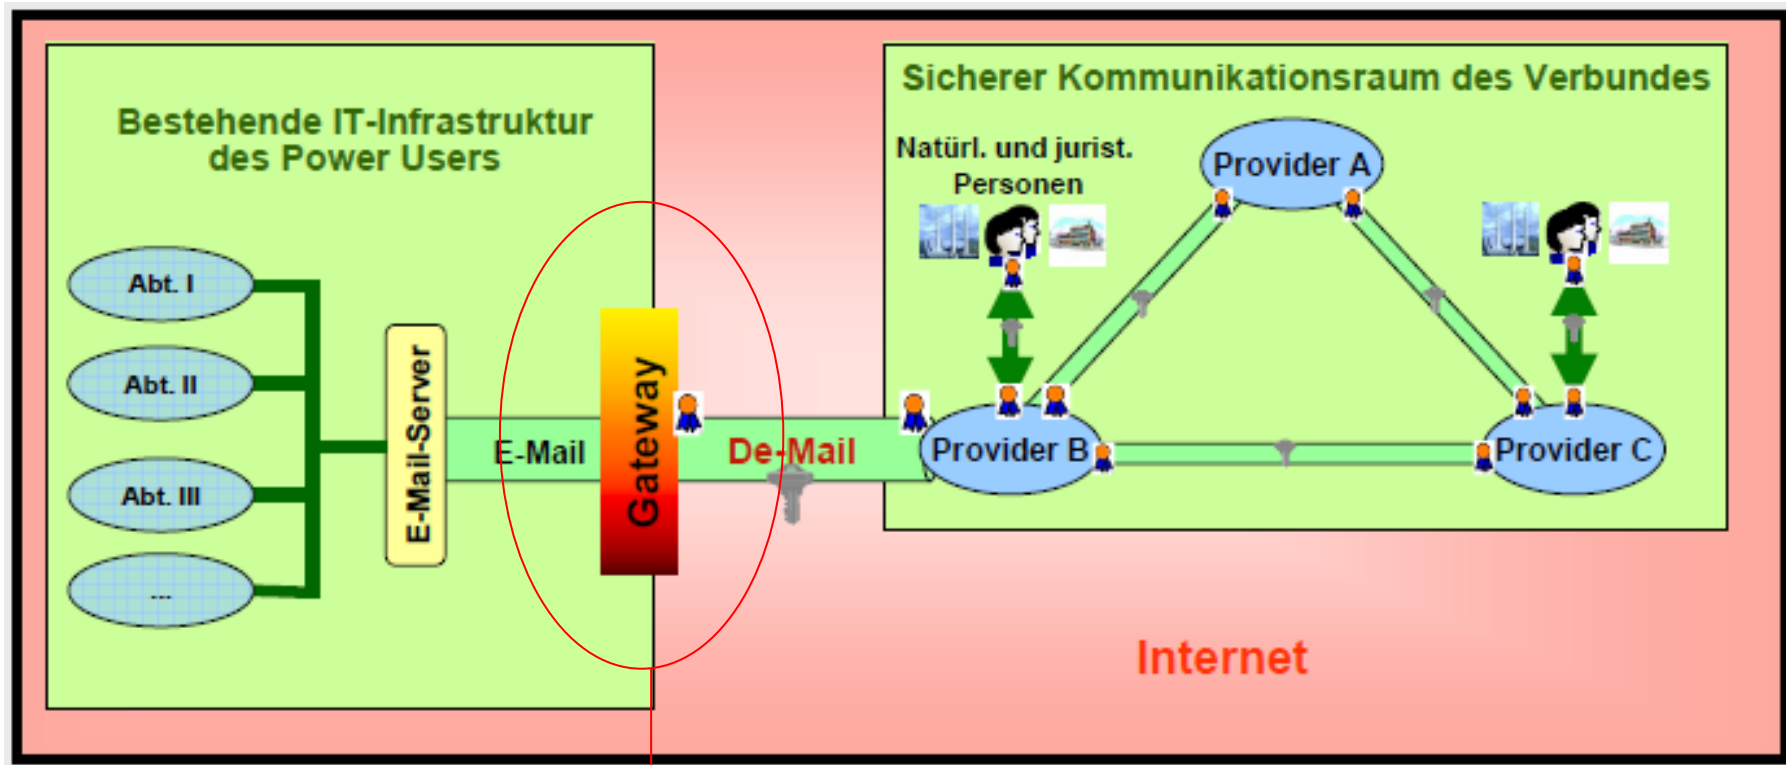 Bestehende IT-Infrastruktur
des Power Users
Abt. I
Abt. II
Abt. III
...
E-Mail-Server
E-Mail
Gateway
De-Mail
Sicherer Kommunikationsraum des Verbundes
Natürl. und jurist.
Personen
Provider A
Provider B
Provider C
Internet